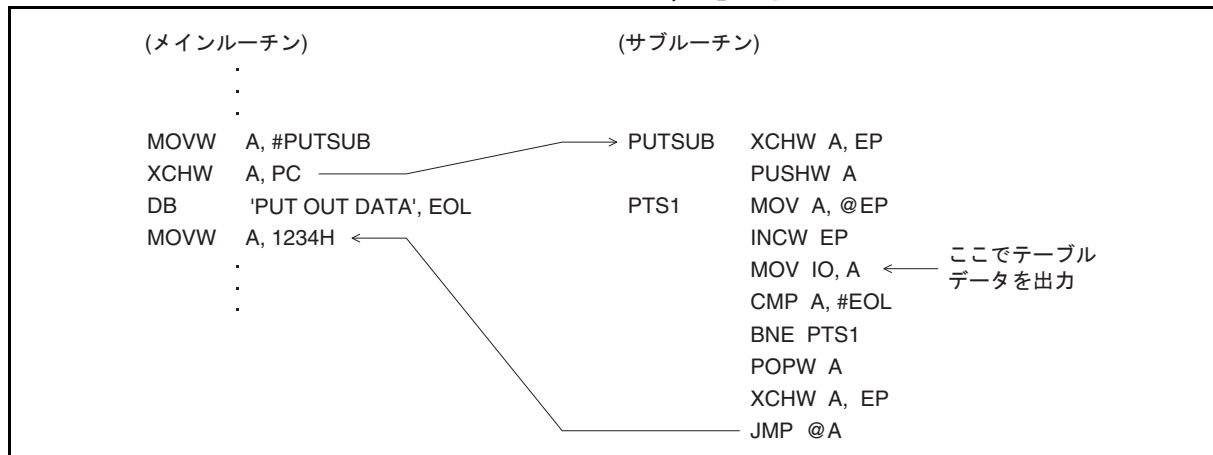 (メインルーチン)
.
.
.
MOVW A, #PUTSUB
XCHW A, PC
DB 'PUT OUT DATA', EOL
MOVW A, 1234H
.
.
.
(サブルーチン)
PUTSUB XCHW A, EP
PUSHW A
PTS1 MOV A, @EP
INCW EP
MOV IO, A
CMP A, #EOL
BNE PTS1
POPW A
XCHW A, EP
JMP @A
ここでテーブル
データを出力